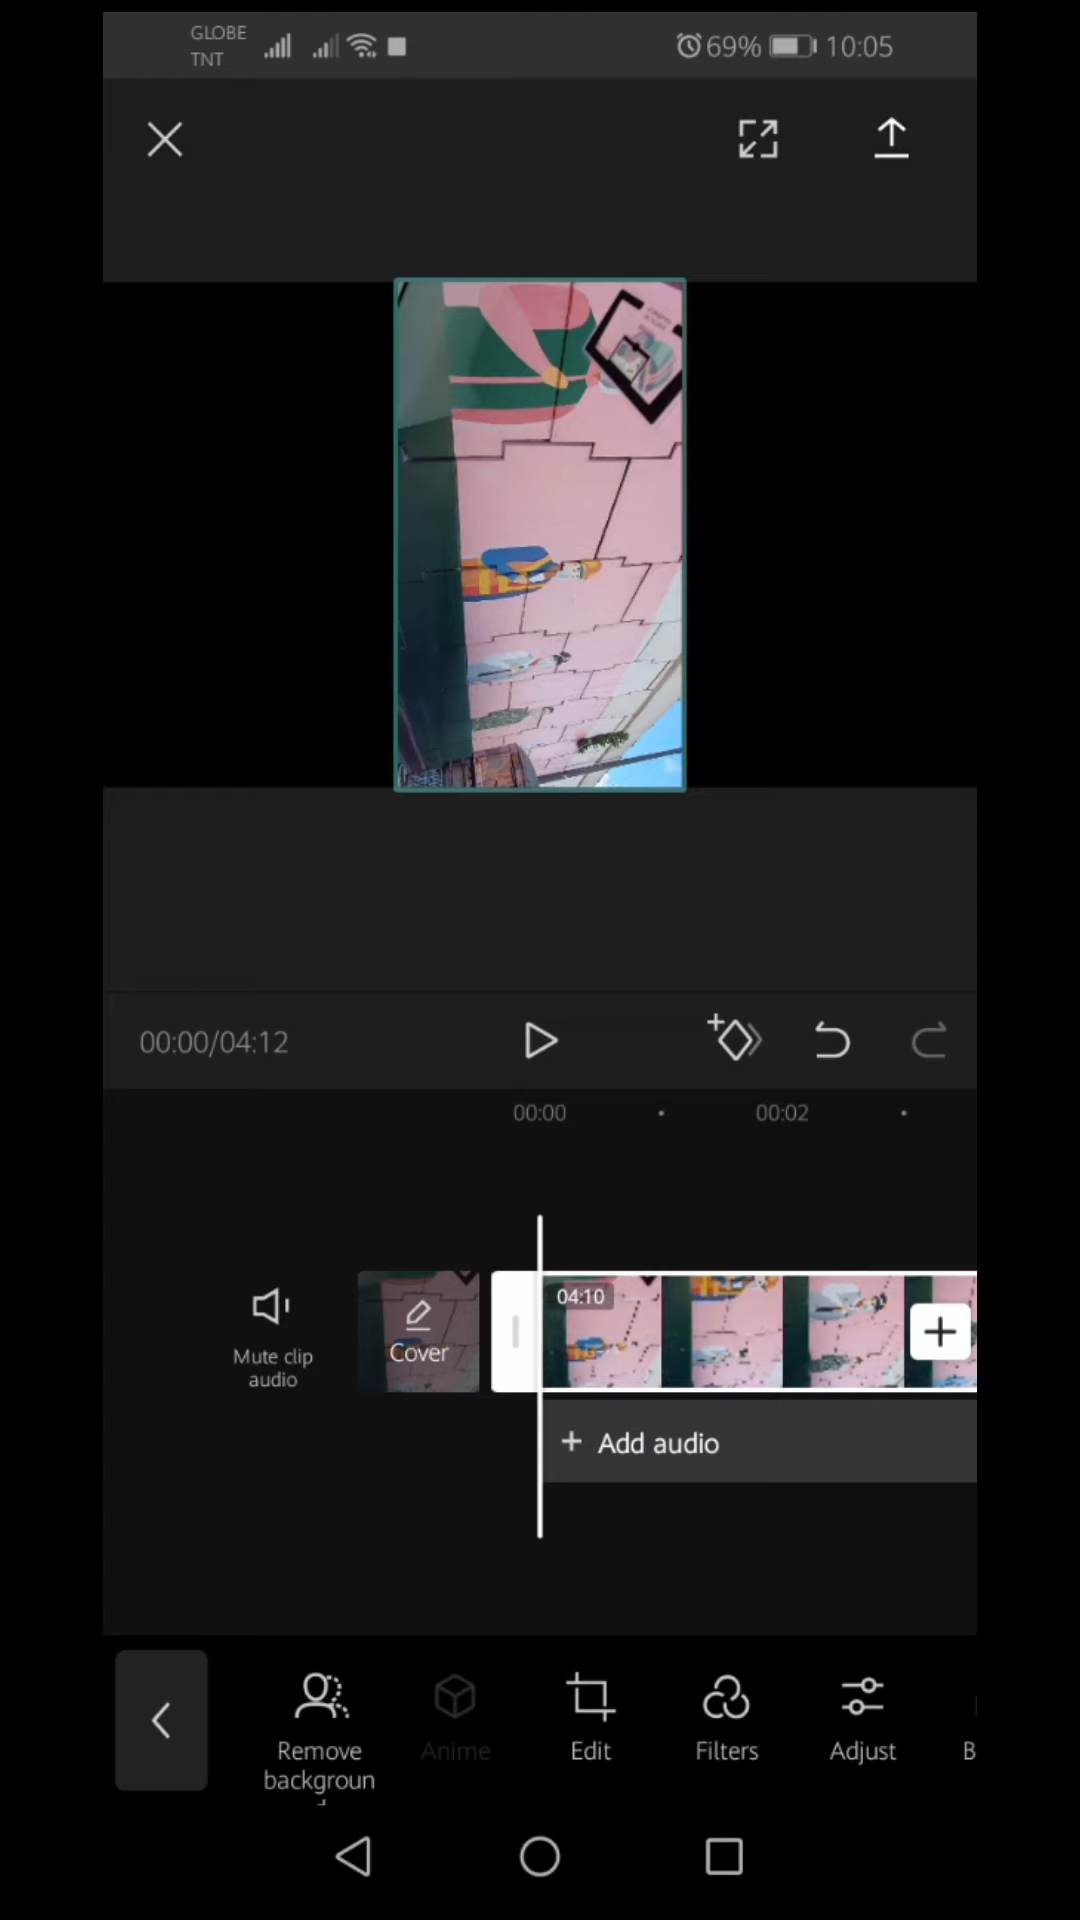 GLOBE
TNT
69%
10:05
00:00/04:12
00:00
00:02
Mute clip
audio
Cover
04:10
+ Add audio
Remove
backgroun
Anime
Edit
Filters
Adjust
B